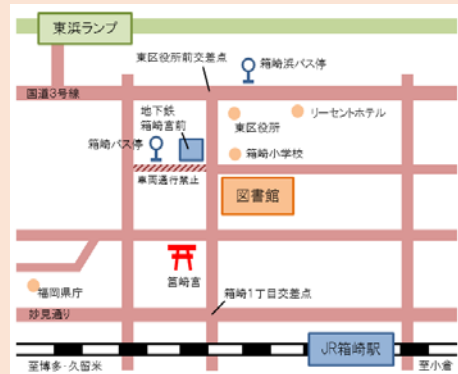 東浜ランプ
東区役所前交差点
箱崎浜バス停
国道3号線
地下鉄
箱崎宮前
リーセントホテル
東区役所
箱崎バス停
箱崎小学校
車両通行禁止
図書館
筥崎宮
福岡県庁
箱崎1丁目交差点
妙見通り
JR箱崎駅
至博多・久留米
至小倉